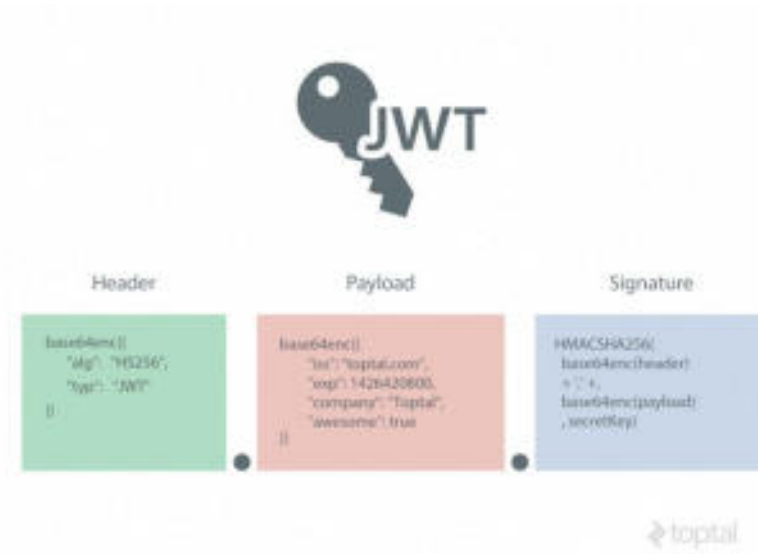 JWT
Header
Payload
Signature
base64enc({
"alg": "HS256",
"typ": "JWT"
})
base64enc({
"iss": "toptal.com",
"exp": 1426420800,
"company": "Toptal",
"awesome": true
})
HMACSHA256(
base64enc(header)
+ '.' +,
base64enc(payload)
, secretKey)
toptal